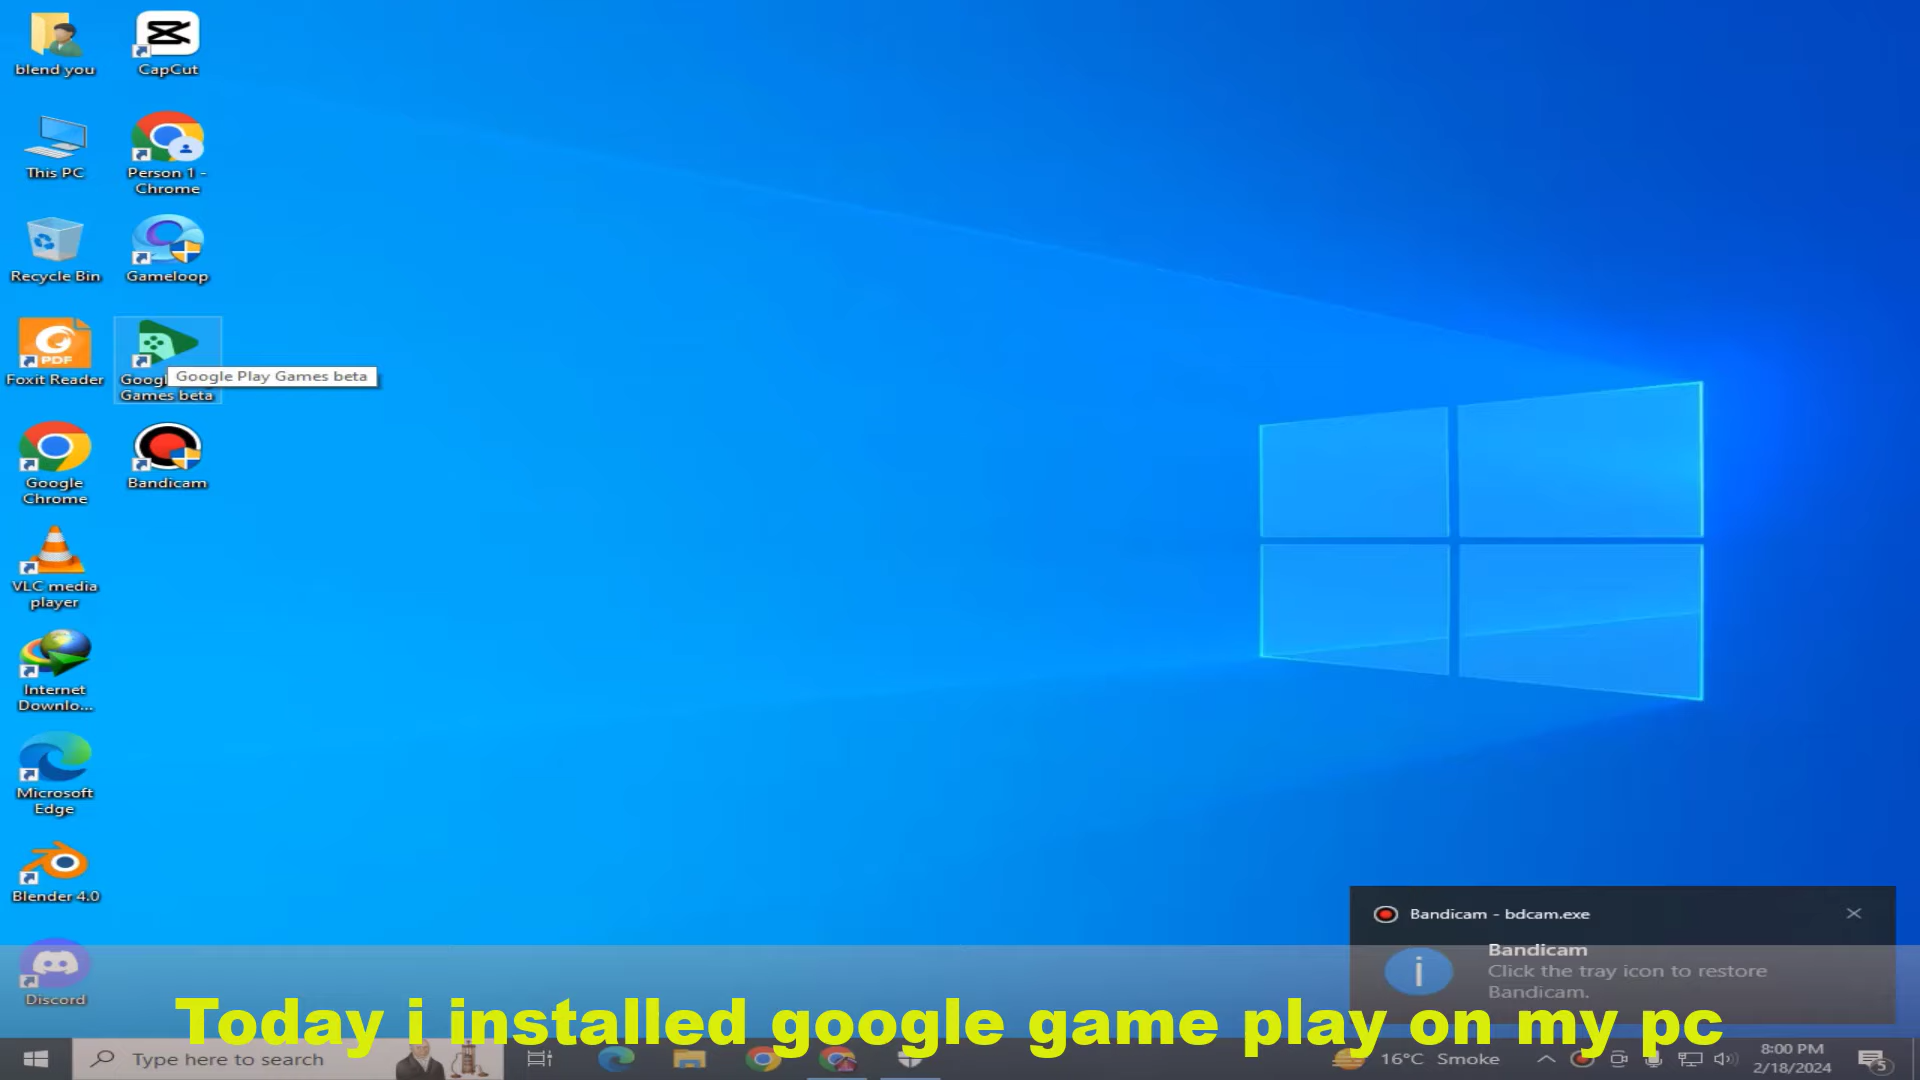 blend you
CapCut
This PC
Person 1 -
Chrome
Recycle Bin
Gameloop
PDF
Foxit Reader
Googl
Games beta
Google Play Games beta
Google
Chrome
Bandicam
VLC media
player
Internet
Downlo...
Microsoft
Edge
Blender 4.0
Discord
Bandicam - bdcam.exe
Bandicam
Click the tray icon to restore
Bandicam.
Today i installed google game play on my pc
Type here to search
16°C Smoke
8:00 PM
2/18/2024
5